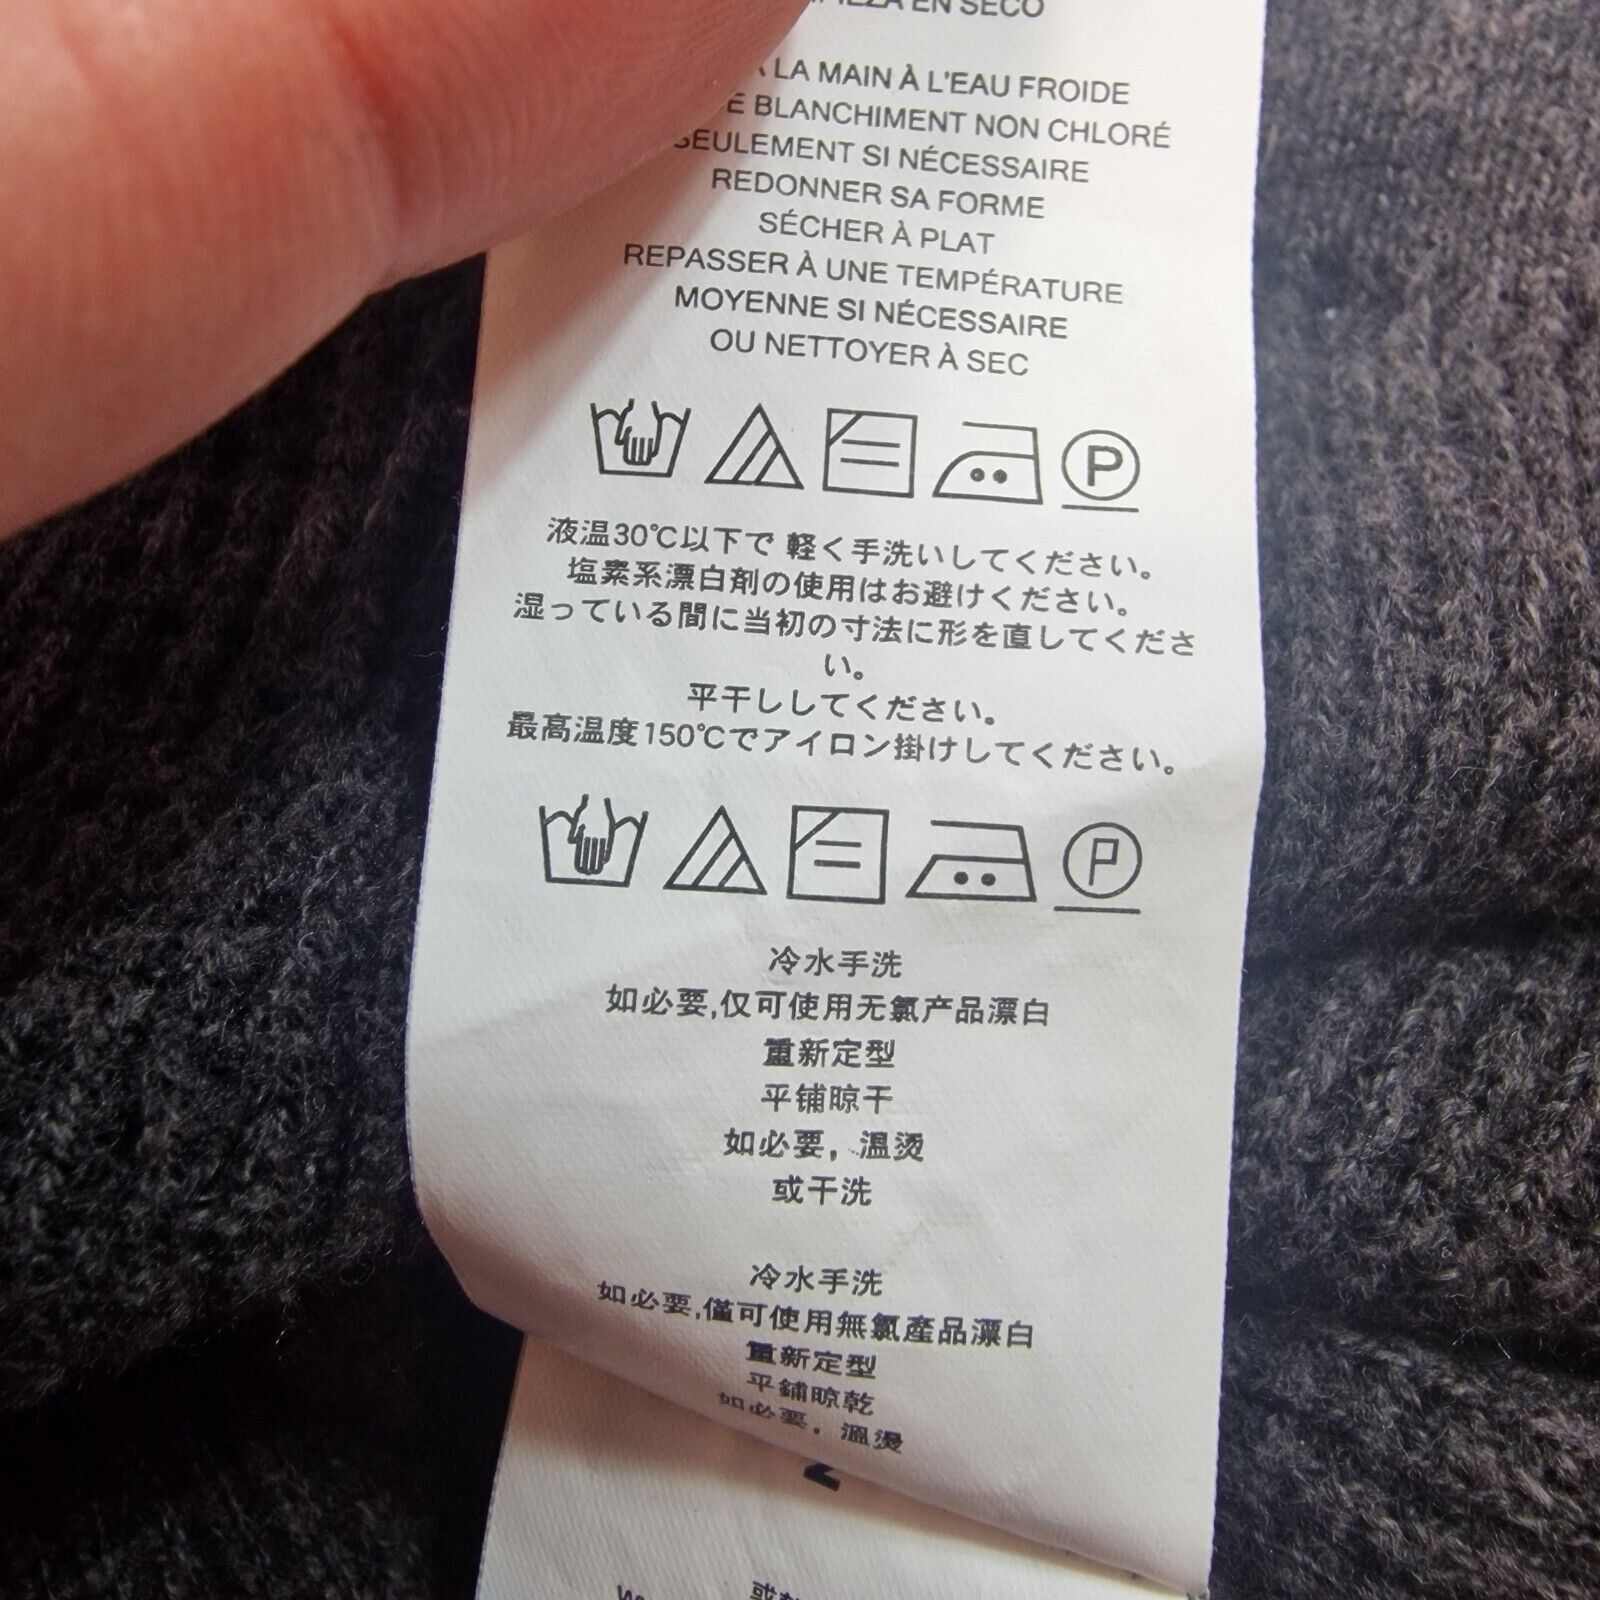 EN SECO
LA MAIN À L'EAU FROIDE
BLANCHIMENT NON CHLORÉ
SEULEMENT SI NÉCESSAIRE
REDONNER SA FORME
SÉCHER À PLAT
REPASSER À UNE TEMPÉRATURE
MOYENNE SI NÉCESSAIRE
OU NETTOYER À SEC
P
液温30℃以下で 軽く手洗いしてください。
塩素系漂白剤の使用はお避けください。
湿っている間に当初の寸法に形を直してくださ
い。
平干ししてください。
最高温度150℃でアイロン掛けしてください。
P
冷水手洗
如必要,仅可使用无氯产品漂白
重新定型
平铺晾干
如必要，温烫
或干洗
冷水手洗
如必要,僅可使用無氯產品漂白
重新定型
平鋪晾乾
如必要，溫燙
2